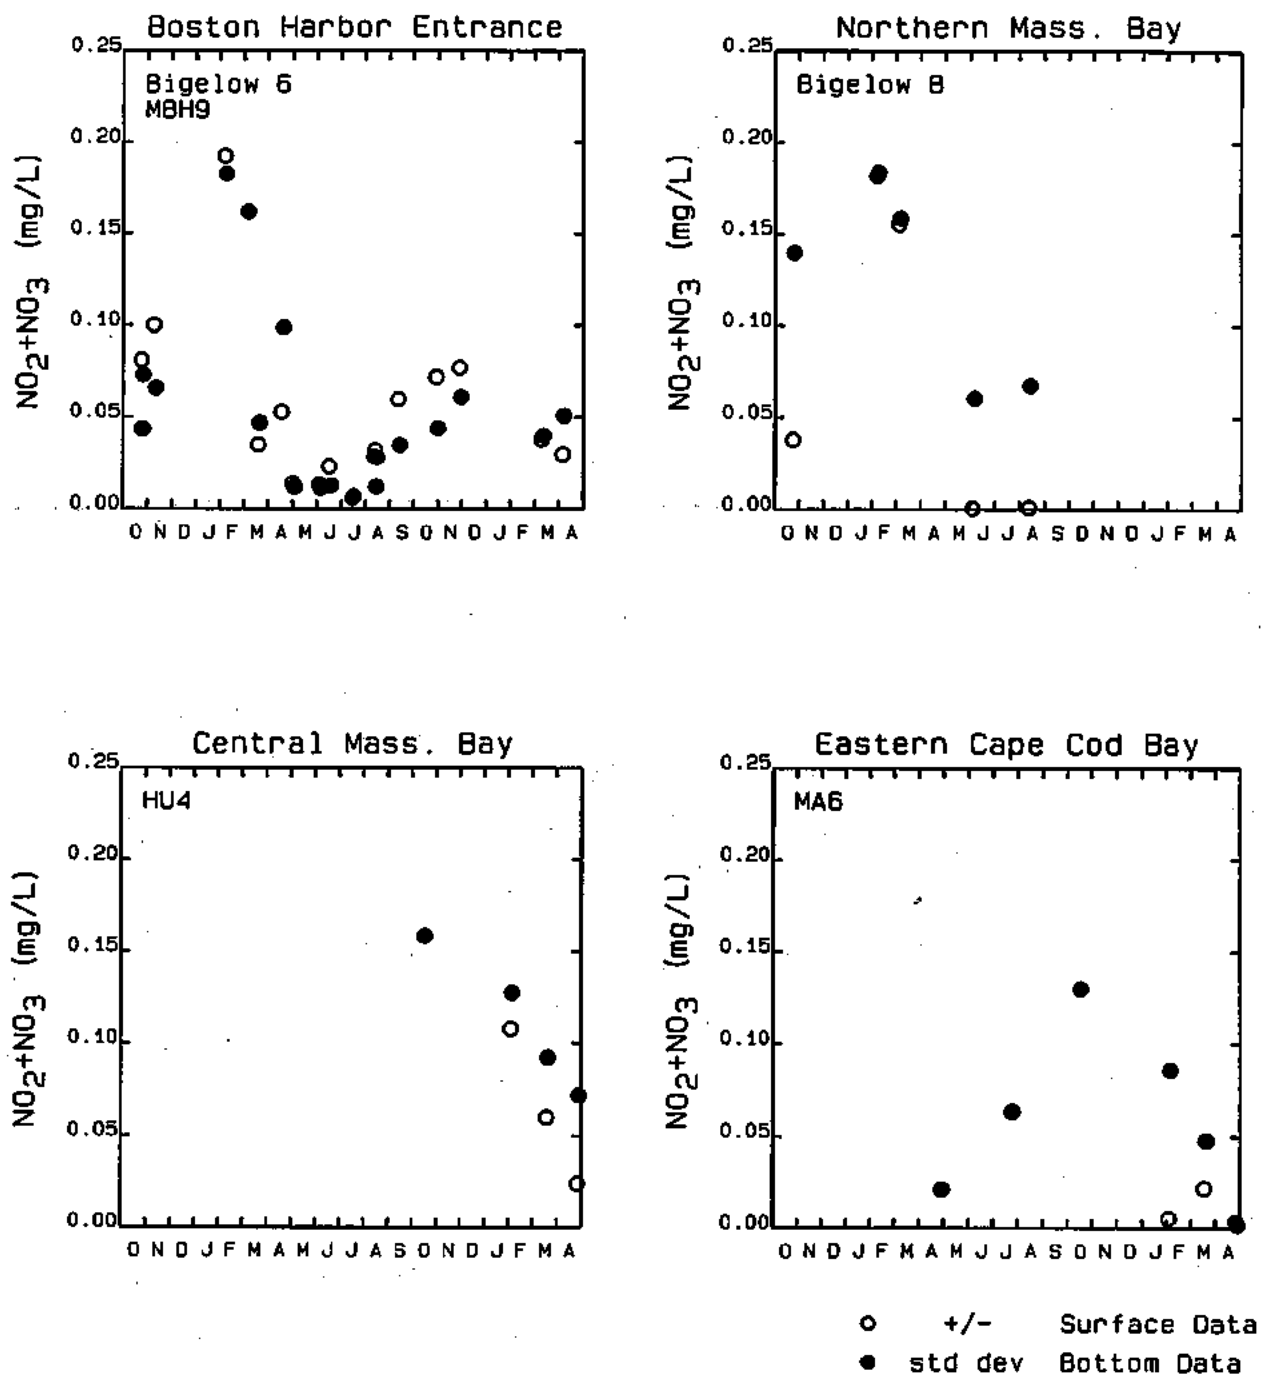 Boston Harbor Entrance
Bigelow 6
MBH9
0.25
0.20
0.15
0.10
0.05
0.00
NO2+NO3 (mg/L)
O N D J F M A M J J A S O N D J F M A
Northern Mass. Bay
Bigelow 8
0.25
0.20
0.15
0.10
0.05
0.00
NO2+NO3 (mg/L)
O N D J F M A M J J A S O N D J F M A
Central Mass. Bay
HU4
0.25
0.20
0.15
0.10
0.05
0.00
NO2+NO3 (mg/L)
O N D J F M A M J J A S O N D J F M A
Eastern Cape Cod Bay
MA6
0.25
0.20
0.15
0.10
0.05
0.00
NO2+NO3 (mg/L)
O N D J F M A M J J A S O N D J F M A
+/- Surface Data
std dev Bottom Data